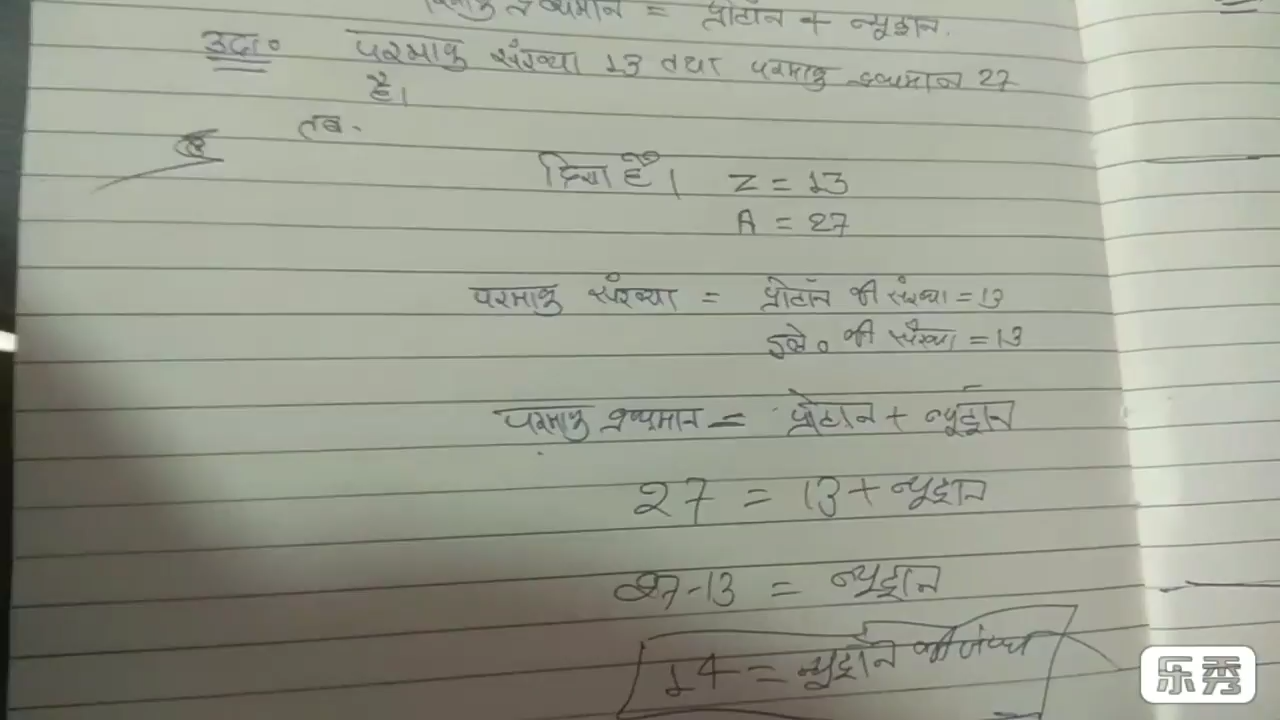 परमाणु द्रव्यमान = प्रोटॉन + न्यूट्रान.
उदा० परमाणु संख्या 13 तथा परमाणु द्रव्यमान 27
है।
तब.
दिया है। Z = 13
A = 27
परमाणु संख्या = प्रोटॉन की संख्या = 13
इले० की संख्या = 13
परमाणु द्रव्यमान = प्रोटान + न्यूट्रॉन
27 = 13 + न्यूट्रान
27-13 = न्यूट्रान
14 = न्यूट्रॉन की संख्या
乐秀